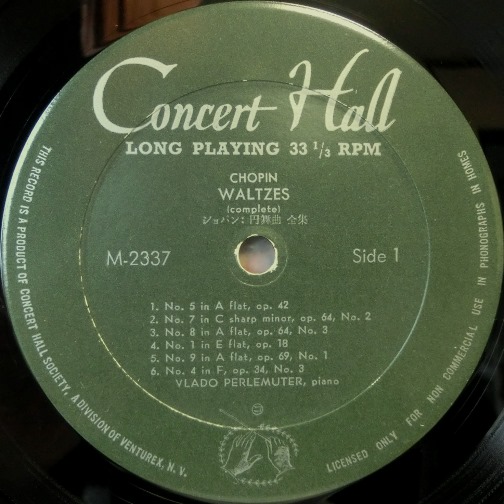 Concert Hall
LONG PLAYING 33 1/3 RPM
CHOPIN
WALTZES
(complete)
ショパン：円舞曲 全集
M-2337
Side 1
1. No. 5 in A flat, op. 42
2. No. 7 in C sharp minor, op. 64, No. 2
3. No. 8 in A flat, op. 64, No. 3
4. No. 1 in E flat, op. 18
5. No. 9 in A flat, op. 69, No. 1
6. No. 4 in F, op. 34, No. 3
VLADO PERLEMUTER, piano
THIS RECORD IS A PRODUCT OF CONCERT HALL SOCIETY, A DIVISION OF VENTUREX, N. V.
LICENSED ONLY FOR NON COMMERCIAL USE IN PHONOGRAPHS IN HOMES